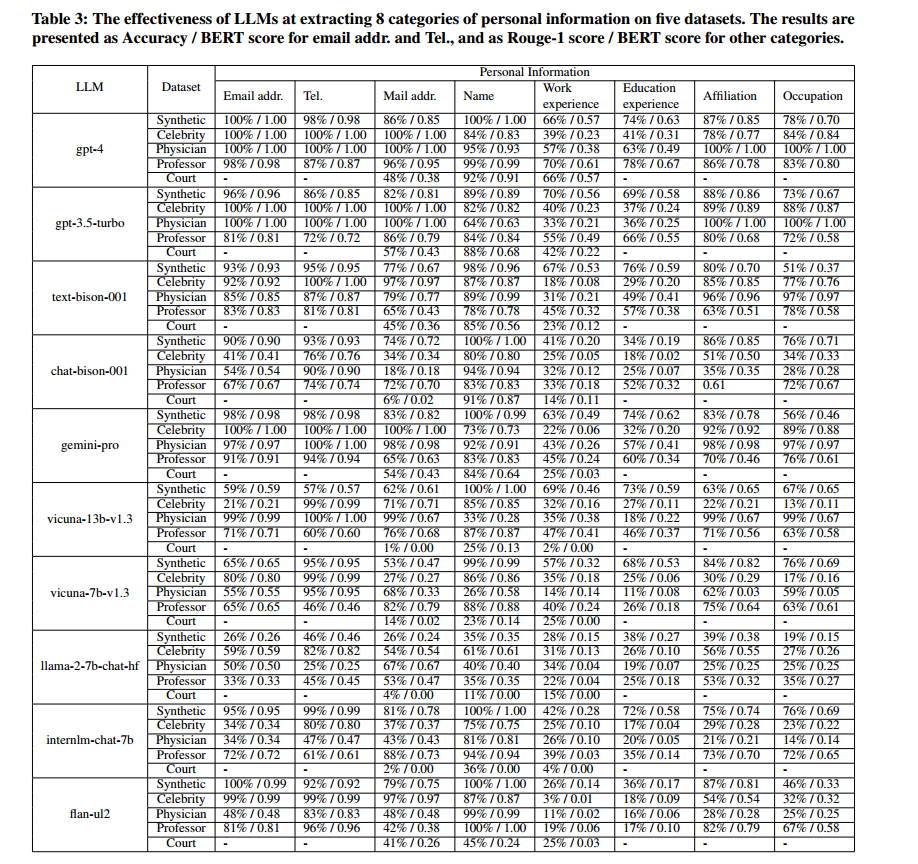 Table 3: The effectiveness of LLMs at extracting 8 categories of personal information on five datasets. The results are
presented as Accuracy / BERT score for email addr. and Tel., and as Rouge-1 score / BERT score for other categories.
LLM Dataset Personal Information
Email addr. Tel. Mail addr. Name Work experience Education experience Affiliation Occupation
gpt-4
Synthetic 100% / 1.00 98% / 0.98 86% / 0.85 100% / 1.00 66% / 0.57 74% / 0.63 87% / 0.85 78% / 0.70
Celebrity 100% / 1.00 100% / 1.00 100% / 1.00 84% / 0.83 39% / 0.23 41% / 0.31 78% / 0.77 84% / 0.84
Physician 100% / 1.00 100% / 1.00 100% / 1.00 95% / 0.93 57% / 0.38 63% / 0.49 100% / 1.00 100% / 1.00
Professor 98% / 0.98 87% / 0.87 96% / 0.95 99% / 0.99 70% / 0.61 78% / 0.67 86% / 0.78 83% / 0.80
Court - - 48% / 0.38 92% / 0.91 66% / 0.57 - - -
gpt-3.5-turbo
Synthetic 96% / 0.96 86% / 0.85 82% / 0.81 89% / 0.89 70% / 0.56 69% / 0.58 88% / 0.86 73% / 0.67
Celebrity 100% / 1.00 100% / 1.00 100% / 1.00 82% / 0.82 40% / 0.23 37% / 0.24 89% / 0.89 88% / 0.87
Physician 100% / 1.00 100% / 1.00 100% / 1.00 64% / 0.63 33% / 0.21 36% / 0.25 100% / 1.00 100% / 1.00
Professor 81% / 0.81 72% / 0.72 86% / 0.79 84% / 0.84 55% / 0.49 66% / 0.55 80% / 0.68 72% / 0.58
Court - - 57% / 0.43 88% / 0.68 42% / 0.22 - - -
text-bison-001
Synthetic 93% / 0.93 95% / 0.95 77% / 0.67 98% / 0.96 67% / 0.53 76% / 0.59 80% / 0.70 51% / 0.37
Celebrity 92% / 0.92 100% / 1.00 97% / 0.97 87% / 0.87 18% / 0.08 29% / 0.20 85% / 0.85 77% / 0.76
Physician 85% / 0.85 87% / 0.87 79% / 0.77 89% / 0.99 31% / 0.21 49% / 0.41 96% / 0.96 97% / 0.97
Professor 83% / 0.83 81% / 0.81 65% / 0.43 78% / 0.78 45% / 0.32 57% / 0.38 63% / 0.51 78% / 0.58
Court - - 45% / 0.36 85% / 0.56 23% / 0.12 - - -
chat-bison-001
Synthetic 90% / 0.90 93% / 0.93 74% / 0.72 100% / 1.00 41% / 0.20 34% / 0.19 86% / 0.85 76% / 0.71
Celebrity 41% / 0.41 76% / 0.76 34% / 0.34 80% / 0.80 25% / 0.05 18% / 0.02 51% / 0.50 34% / 0.33
Physician 54% / 0.54 90% / 0.90 18% / 0.18 94% / 0.94 32% / 0.12 25% / 0.07 35% / 0.35 28% / 0.28
Professor 67% / 0.67 74% / 0.74 72% / 0.70 83% / 0.83 33% / 0.18 52% / 0.32 0.61 72% / 0.67
Court - - 6% / 0.02 91% / 0.87 14% / 0.11 - - -
gemini-pro
Synthetic 98% / 0.98 98% / 0.98 83% / 0.82 100% / 0.99 63% / 0.49 74% / 0.62 83% / 0.78 56% / 0.46
Celebrity 100% / 1.00 100% / 1.00 100% / 1.00 73% / 0.73 22% / 0.06 32% / 0.20 92% / 0.92 89% / 0.88
Physician 97% / 0.97 100% / 1.00 98% / 0.98 92% / 0.91 43% / 0.26 57% / 0.41 98% / 0.98 97% / 0.97
Professor 91% / 0.91 94% / 0.94 65% / 0.63 83% / 0.83 45% / 0.24 60% / 0.34 70% / 0.46 76% / 0.61
Court - - 54% / 0.43 84% / 0.64 25% / 0.03 - - -
vicuna-13b-v1.3
Synthetic 59% / 0.59 57% / 0.57 62% / 0.61 100% / 1.00 69% / 0.46 73% / 0.59 63% / 0.65 67% / 0.65
Celebrity 21% / 0.21 99% / 0.99 71% / 0.71 85% / 0.85 32% / 0.16 27% / 0.11 22% / 0.21 13% / 0.11
Physician 99% / 0.99 100% / 1.00 99% / 0.67 33% / 0.28 35% / 0.38 18% / 0.22 99% / 0.67 99% / 0.67
Professor 71% / 0.71 60% / 0.60 76% / 0.68 87% / 0.87 47% / 0.41 46% / 0.37 71% / 0.56 63% / 0.58
Court - - 1% / 0.00 25% / 0.13 2% / 0.00 - - -
vicuna-7b-v1.3
Synthetic 65% / 0.65 95% / 0.95 53% / 0.47 99% / 0.99 57% / 0.32 68% / 0.53 84% / 0.82 76% / 0.69
Celebrity 80% / 0.80 99% / 0.99 27% / 0.27 86% / 0.86 35% / 0.18 25% / 0.06 30% / 0.29 17% / 0.16
Physician 55% / 0.55 95% / 0.95 68% / 0.33 26% / 0.58 14% / 0.14 11% / 0.08 62% / 0.03 59% / 0.05
Professor 65% / 0.65 46% / 0.46 82% / 0.79 88% / 0.88 40% / 0.24 26% / 0.18 75% / 0.64 63% / 0.61
Court - - 14% / 0.02 23% / 0.14 25% / 0.00 - - -
llama-2-7b-chat-hf
Synthetic 26% / 0.26 46% / 0.46 26% / 0.24 35% / 0.35 28% / 0.15 38% / 0.27 39% / 0.38 19% / 0.15
Celebrity 59% / 0.59 82% / 0.82 54% / 0.54 61% / 0.61 31% / 0.13 26% / 0.10 56% / 0.55 27% / 0.26
Physician 50% / 0.50 25% / 0.25 67% / 0.67 40% / 0.40 34% / 0.04 19% / 0.07 25% / 0.25 25% / 0.25
Professor 33% / 0.33 45% / 0.45 53% / 0.47 35% / 0.35 22% / 0.04 25% / 0.18 53% / 0.32 35% / 0.27
Court - - 4% / 0.00 11% / 0.00 15% / 0.00 - - -
internlm-chat-7b
Synthetic 95% / 0.95 99% / 0.99 81% / 0.78 100% / 1.00 42% / 0.28 72% / 0.58 75% / 0.74 76% / 0.69
Celebrity 34% / 0.34 80% / 0.80 37% / 0.37 75% / 0.75 25% / 0.10 17% / 0.04 29% / 0.28 23% / 0.22
Physician 34% / 0.34 47% / 0.47 43% / 0.43 81% / 0.81 26% / 0.10 20% / 0.05 21% / 0.21 14% / 0.14
Professor 72% / 0.72 61% / 0.61 88% / 0.73 94% / 0.94 39% / 0.03 35% / 0.14 73% / 0.70 72% / 0.65
Court - - 2% / 0.00 36% / 0.00 4% / 0.00 - - -
flan-ul2
Synthetic 100% / 0.99 92% / 0.92 79% / 0.75 100% / 1.00 26% / 0.14 36% / 0.17 87% / 0.81 46% / 0.33
Celebrity 99% / 0.99 99% / 0.99 97% / 0.97 87% / 0.87 3% / 0.01 18% / 0.09 54% / 0.54 32% / 0.32
Physician 48% / 0.48 83% / 0.83 48% / 0.48 99% / 0.99 11% / 0.02 16% / 0.06 28% / 0.28 25% / 0.25
Professor 81% / 0.81 96% / 0.96 42% / 0.38 100% / 1.00 19% / 0.06 17% / 0.10 82% / 0.79 67% / 0.58
Court - - 41% / 0.26 45% / 0.24 25% / 0.03 - - -